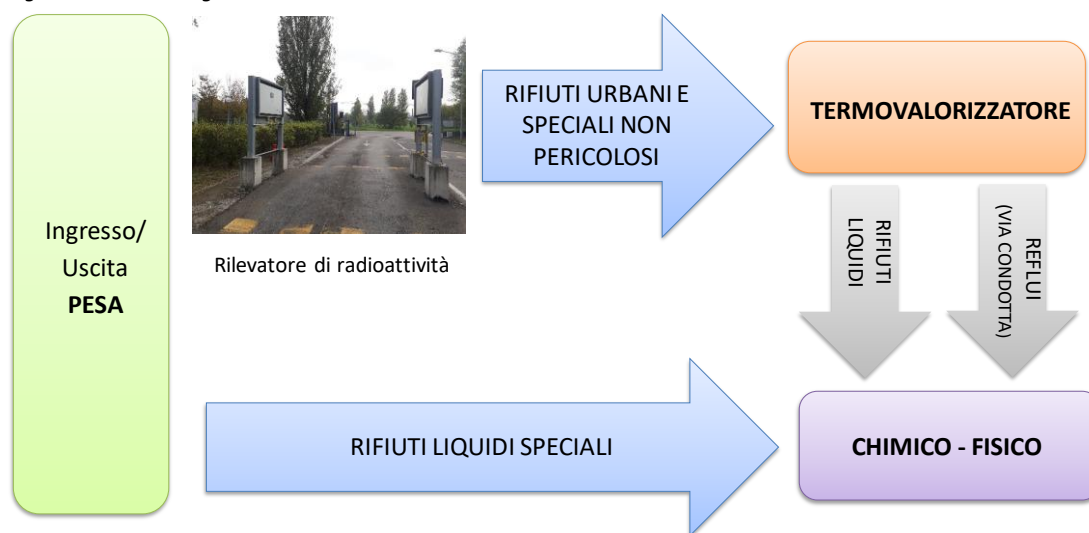 Ingresso/
Uscita
PESA
Rilevatore di radioattività
RIFIUTI URBANI E
SPECIALI NON
PERICOLOSI
TERMOVALORIZZATORE
RIFIUTI
LIQUIDI
REFLUI
(VIA CONDOTTA)
RIFIUTI LIQUIDI SPECIALI
CHIMICO - FISICO